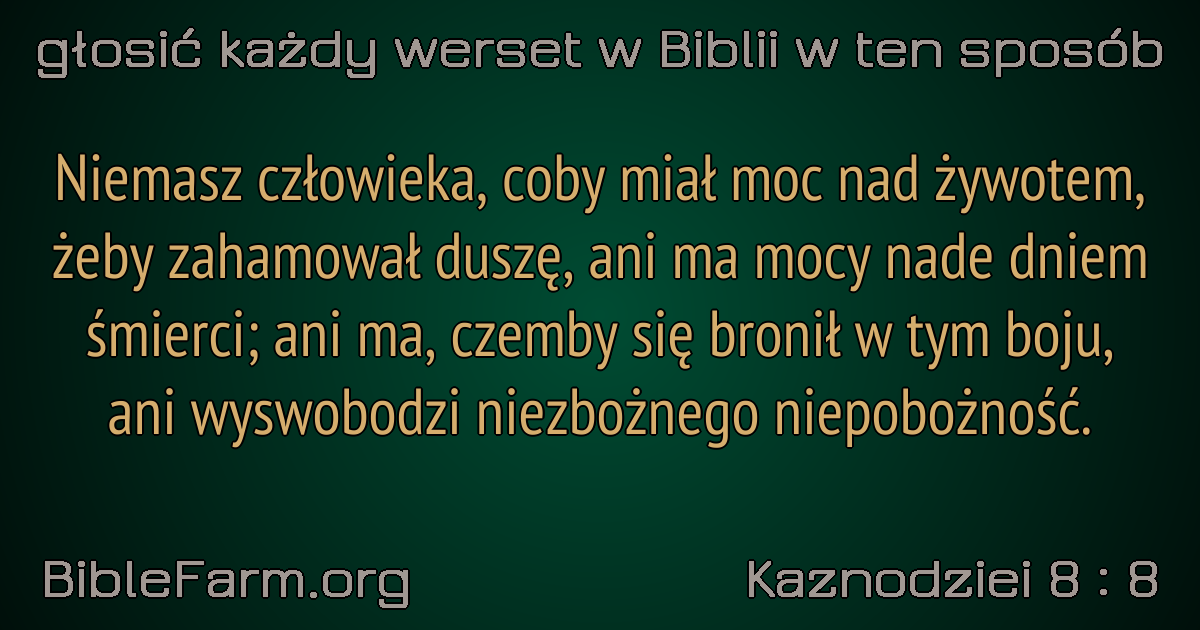 głosić każdy werset w Biblii w ten sposób
Niemasz człowieka, coby miał moc nad żywotem,
żeby zahamował duszę, ani ma mocy nade dniem
śmierci; ani ma, czemby się bronił w tym boju,
ani wyswobodzi niezbożnego niepobożność.
BibleFarm.org
Kaznodziei 8 : 8